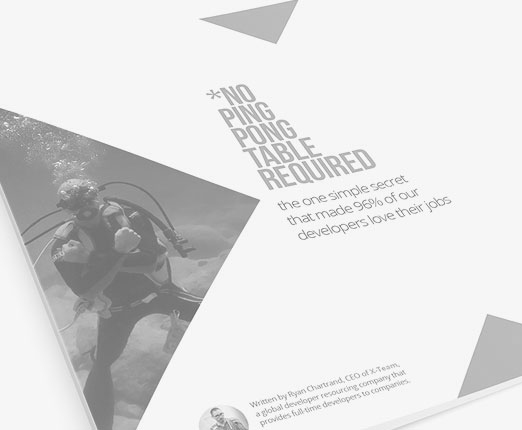 *NO
PING
PONG
TABLE
REQUIRED
the one simple secret
that made 96% of our
developers love their jobs
Written by Ryan Chartrand, CEO of X-Team,
a global developer resourcing company that
provides full-time developers to companies.